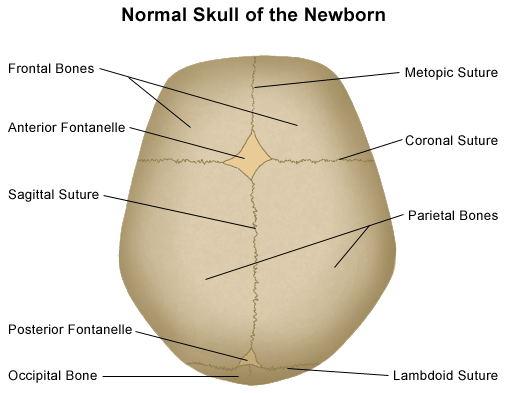 Normal Skull of the Newborn
Frontal Bones
Metopic Suture
Anterior Fontanelle
Coronal Suture
Sagittal Suture
Parietal Bones
Posterior Fontanelle
Occipital Bone
Lambdoid Suture